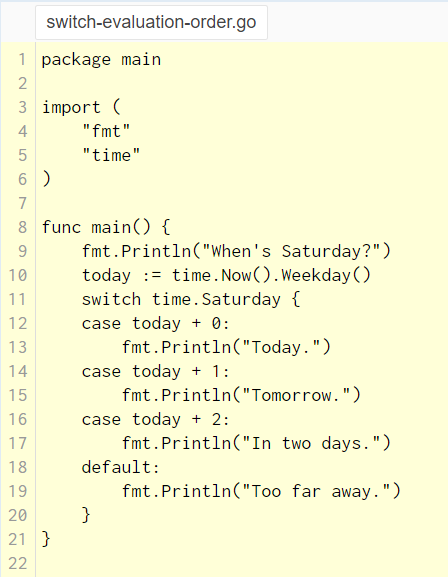 switch-evaluation-order.go
1 package main
2
3 import (
4     "fmt"
5     "time"
6 )
7
8 func main() {
9     fmt.Println("When's Saturday?")
10     today := time.Now().Weekday()
11     switch time.Saturday {
12     case today + 0:
13         fmt.Println("Today.")
14     case today + 1:
15         fmt.Println("Tomorrow.")
16     case today + 2:
17         fmt.Println("In two days.")
18     default:
19         fmt.Println("Too far away.")
20     }
21 }
22